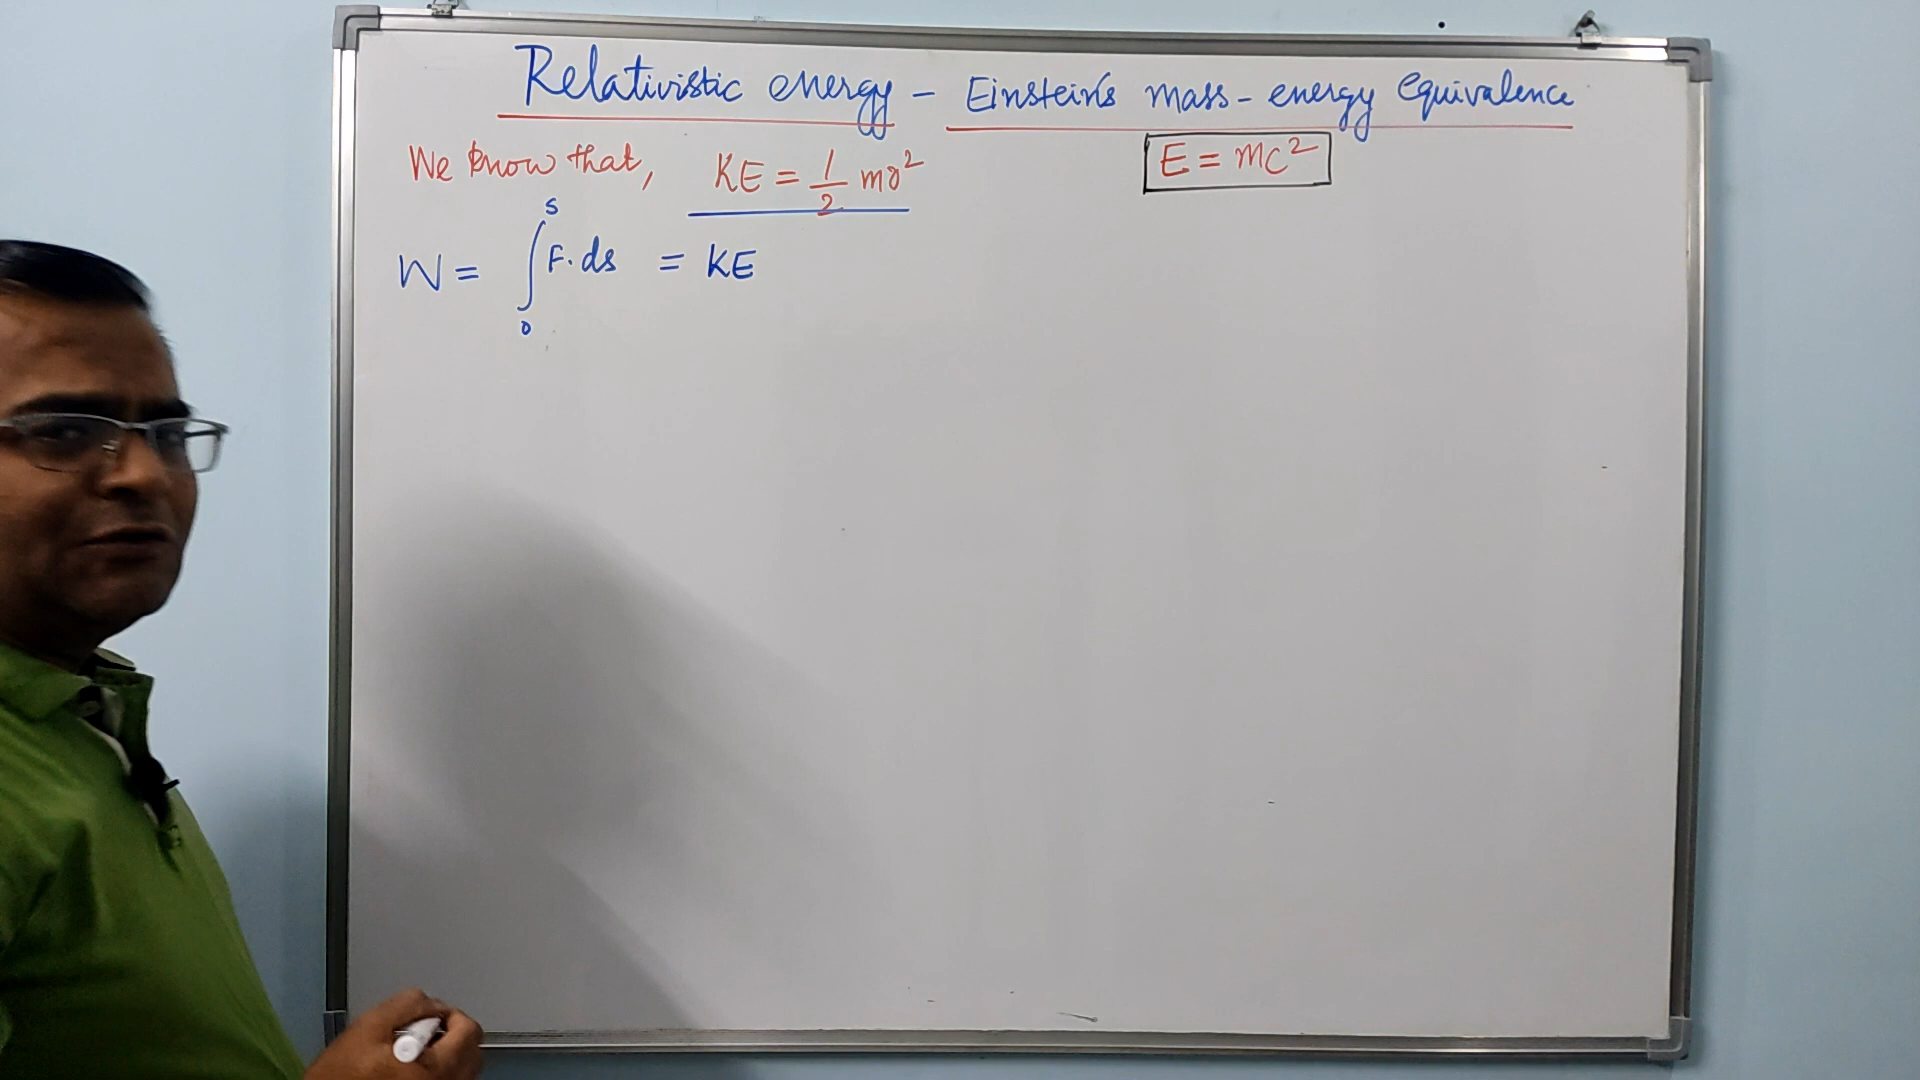 Relativistic energy - Einstein's mass-energy equivalence
We know that, KE = 1/2 mv² E = mc²
W = ∫₀ˢ F.ds = KE